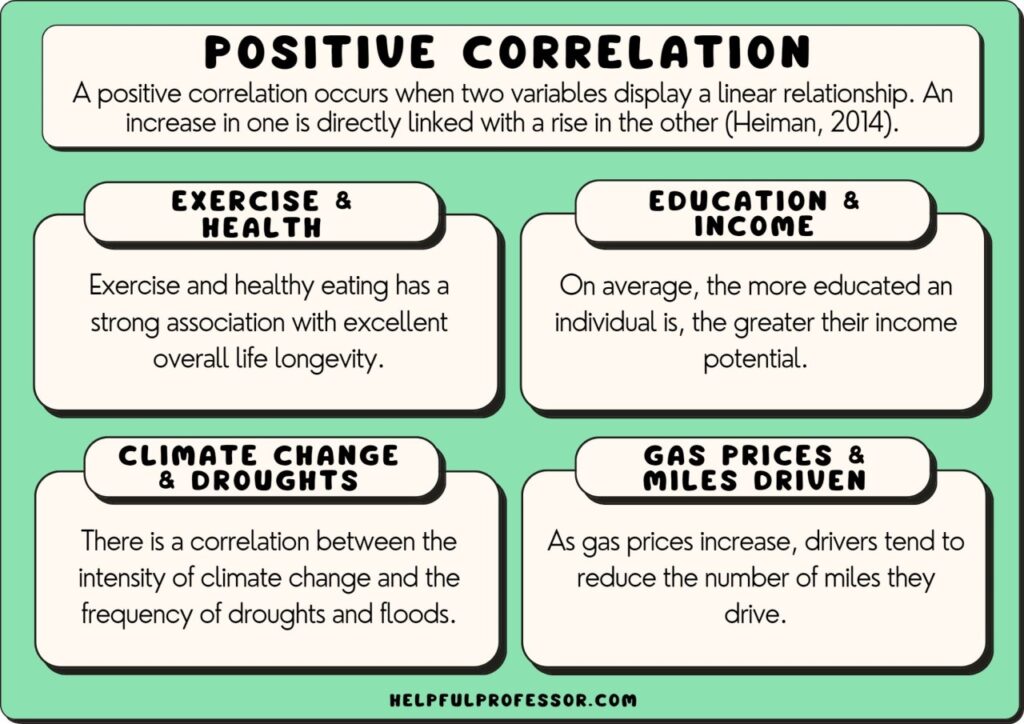 POSITIVE CORRELATION
A positive correlation occurs when two variables display a linear relationship. An
increase in one is directly linked with a rise in the other (Heiman, 2014).
EXERCISE &
HEALTH
Exercise and healthy eating has a
strong association with excellent
overall life longevity.
EDUCATION &
INCOME
On average, the more educated an
individual is, the greater their income
potential.
CLIMATE CHANGE
& DROUGHTS
There is a correlation between the
intensity of climate change and the
frequency of droughts and floods.
GAS PRICES &
MILES DRIVEN
As gas prices increase, drivers tend to
reduce the number of miles they
drive.
HELPFULPROFESSOR.COM